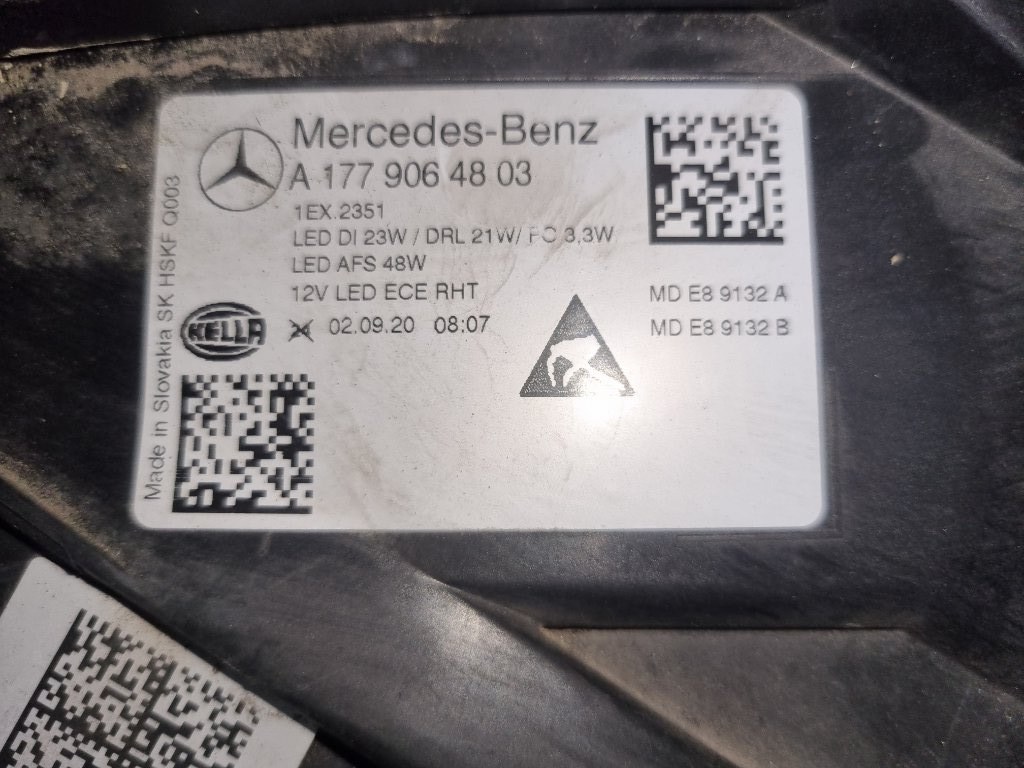 Mercedes-Benz
A 177 906 48 03
1EX.2351
LED DI 23W / DRL 21W/ PO 3,3W
LED AFS 48W
12V LED ECE RHT
02.09.20 08:07
MD E8 9132 A
MD E8 9132 B
HELLA
Made in Slovakia SK HSKF Q003